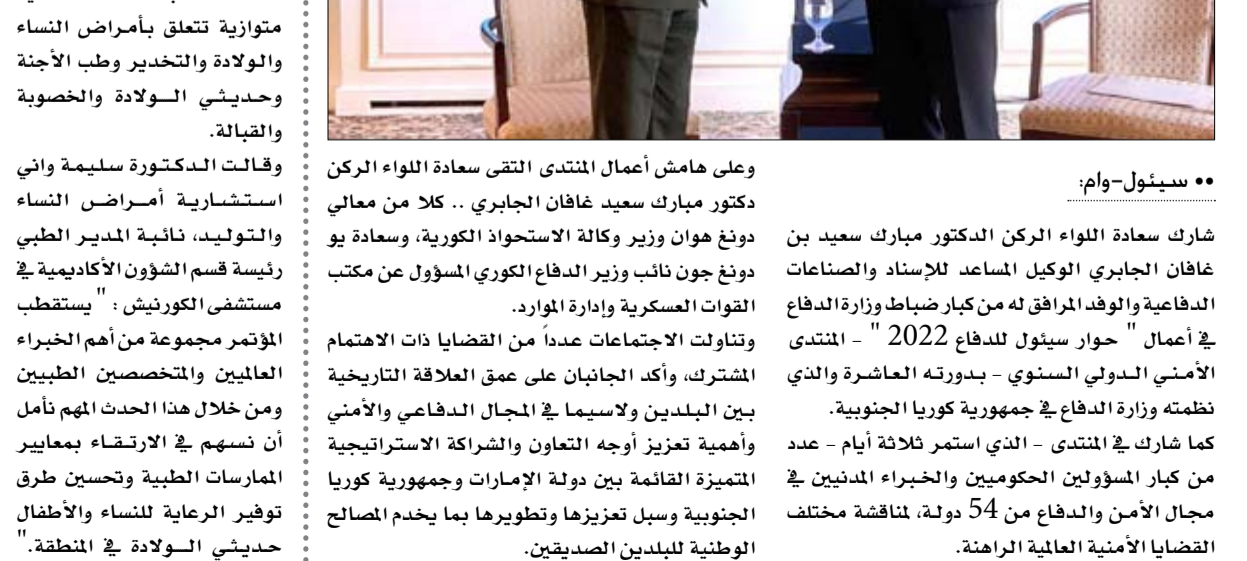 •• سيئول-وام:
شارك سعادة اللواء الركن الدكتور مبارك سعيد بن
غافان الجابري الوكيل المساعد للإسناد والصناعات
الدفاعية والوفد المرافق له من كبار ضباط وزارة الدفاع
في أعمال " حوار سيئول للدفاع 2022 " - المنتدى
الأمني الدولي السنوي - بدورته العاشرة والذي
نظمته وزارة الدفاع في جمهورية كوريا الجنوبية.
كما شارك في المنتدى - الذي استمر ثلاثة أيام - عدد
من كبار المسؤولين الحكوميين والخبراء المدنيين في
مجال الأمن والدفاع من 54 دولة، لمناقشة مختلف
القضايا الأمنية العالمية الراهنة.
وعلى هامش أعمال المنتدى التقى سعادة اللواء الركن
دكتور مبارك سعيد غافان الجابري .. كلا من معالي
دونغ هوان وزير وكالة الاستحواذ الكورية، وسعادة يو
دونغ جون نائب وزير الدفاع الكوري المسؤول عن مكتب
القوات العسكرية وإدارة الموارد.
وتناولت الاجتماعات عدداً من القضايا ذات الاهتمام
المشترك، وأكد الجانبان على عمق العلاقة التاريخية
بين البلدين ولاسيما في المجال الدفاعي والأمني
وأهمية تعزيز أوجه التعاون والشراكة الاستراتيجية
المتميزة القائمة بين دولة الإمارات وجمهورية كوريا
الجنوبية وسبل تعزيزها وتطويرها بما يخدم المصالح
الوطنية للبلدين الصديقين.
متوازية تتعلق بأمراض النساء
والولادة والتخدير وطب الأجنة
وحديثي الولادة والخصوبة
والقبالة.
وقالت الدكتورة سليمة واني
استشارية أمراض النساء
والتوليد، نائبة المدير الطبي
رئيسة قسم الشؤون الأكاديمية في
مستشفى الكورنيش : " يستقطب
المؤتمر مجموعة من أهم الخبراء
العالميين والمتخصصين الطبيين
ومن خلال هذا الحدث المهم نأمل
أن نسهم في الارتقاء بمعايير
الممارسات الطبية وتحسين طرق
توفير الرعاية للنساء والأطفال
حديثي الولادة في المنطقة."